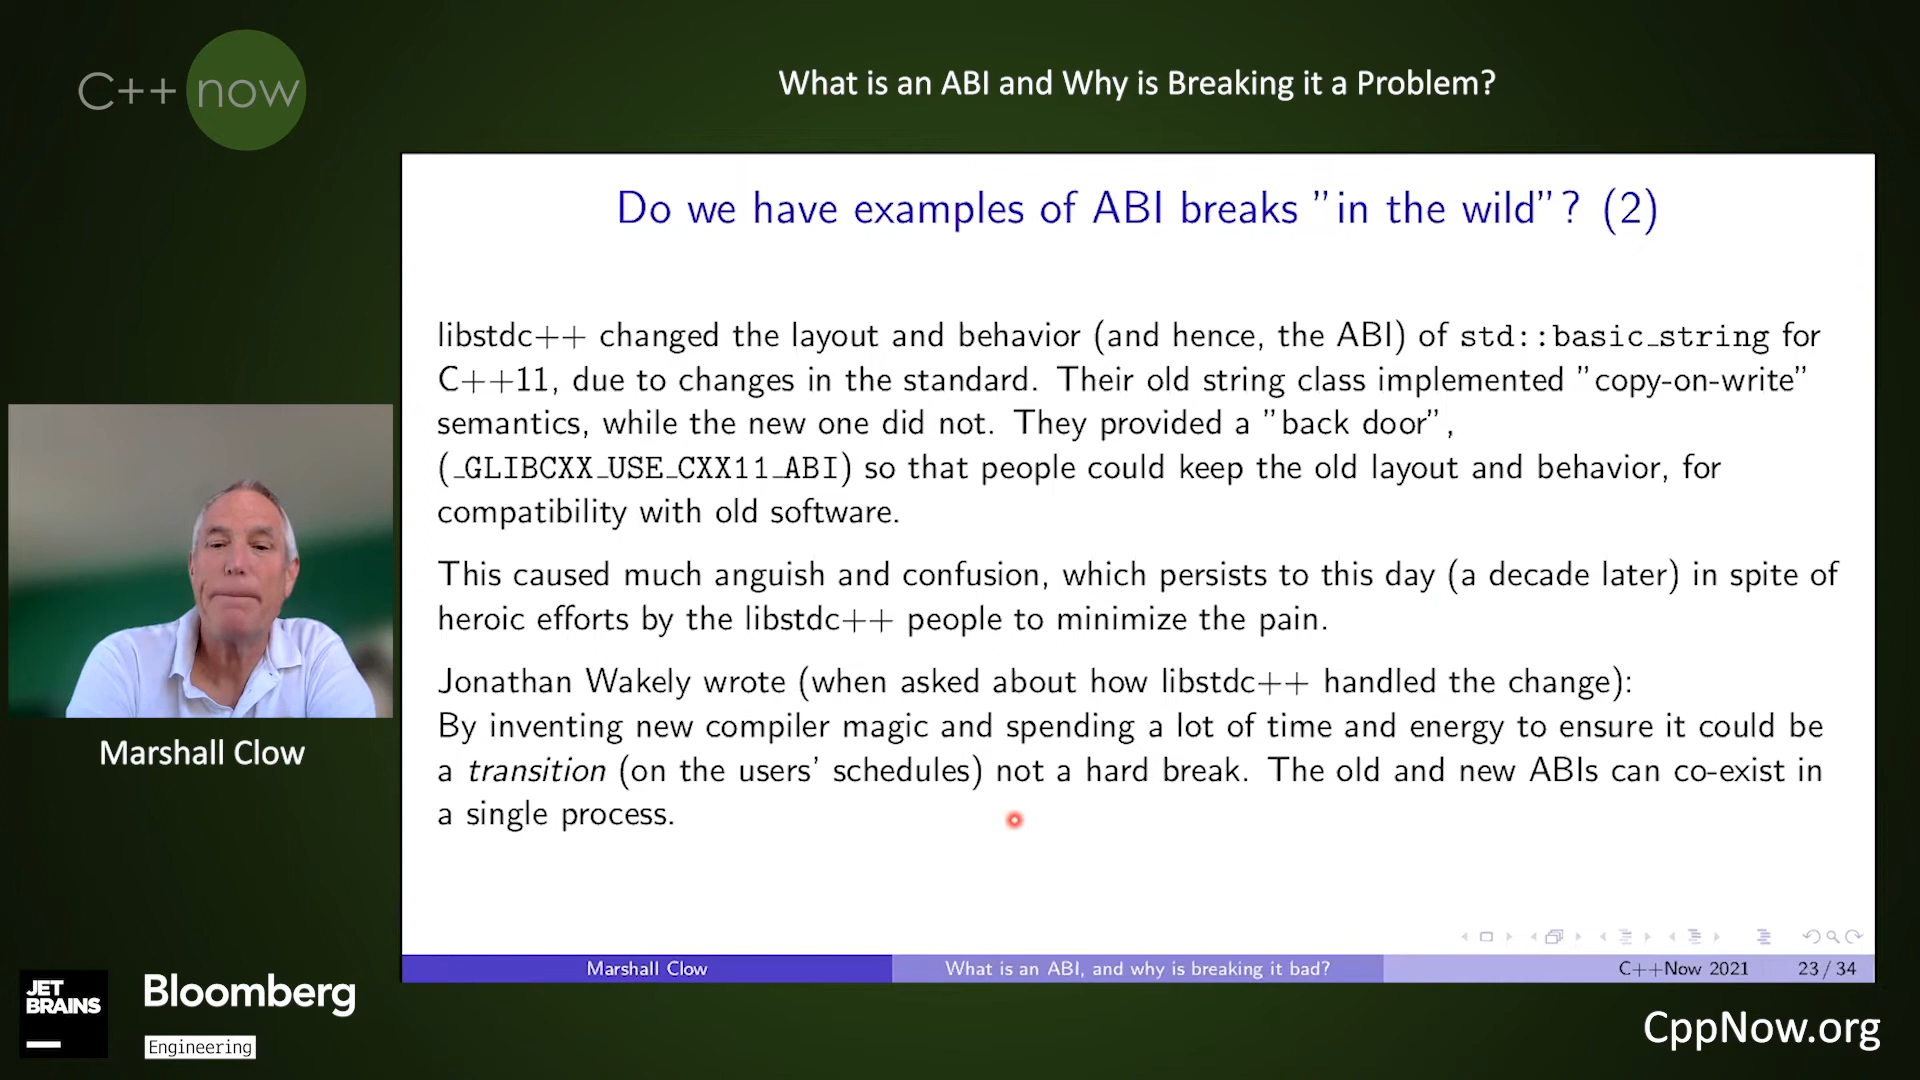 C++ now
What is an ABI and Why is Breaking it a Problem?
Do we have examples of ABI breaks "in the wild"? (2)
libstdc++ changed the layout and behavior (and hence, the ABI) of std::basic_string for
C++11, due to changes in the standard. Their old string class implemented "copy-on-write"
semantics, while the new one did not. They provided a "back door",
(_GLIBCXX_USE_CXX11_ABI) so that people could keep the old layout and behavior, for
compatibility with old software.
This caused much anguish and confusion, which persists to this day (a decade later) in spite of
heroic efforts by the libstdc++ people to minimize the pain.
Jonathan Wakely wrote (when asked about how libstdc++ handled the change):
By inventing new compiler magic and spending a lot of time and energy to ensure it could be
a transition (on the users' schedules) not a hard break. The old and new ABIs can co-exist in
a single process.
Marshall Clow
Marshall Clow
What is an ABI, and why is breaking it bad?
C++Now 2021
23 / 34
JET
BRAINS
Bloomberg
Engineering
CppNow.org